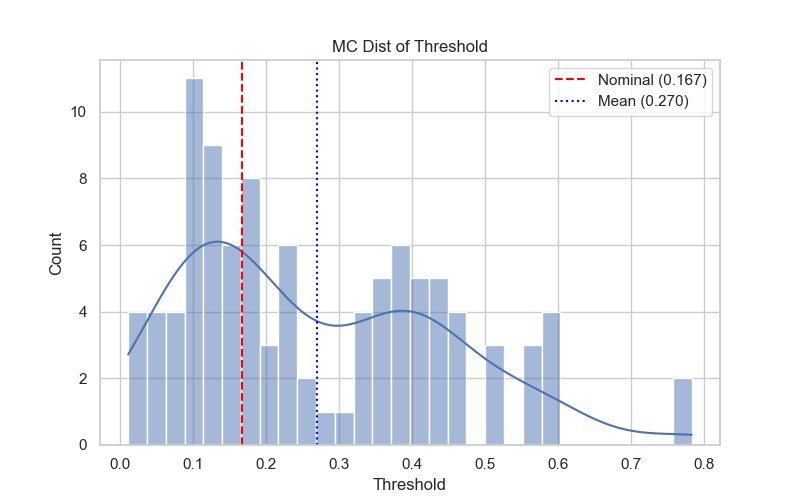 MC Dist of Threshold
Nominal (0.167)
Mean (0.270)
Count
10
8
6
4
2
0
0.0 0.1 0.2 0.3 0.4 0.5 0.6 0.7 0.8
Threshold